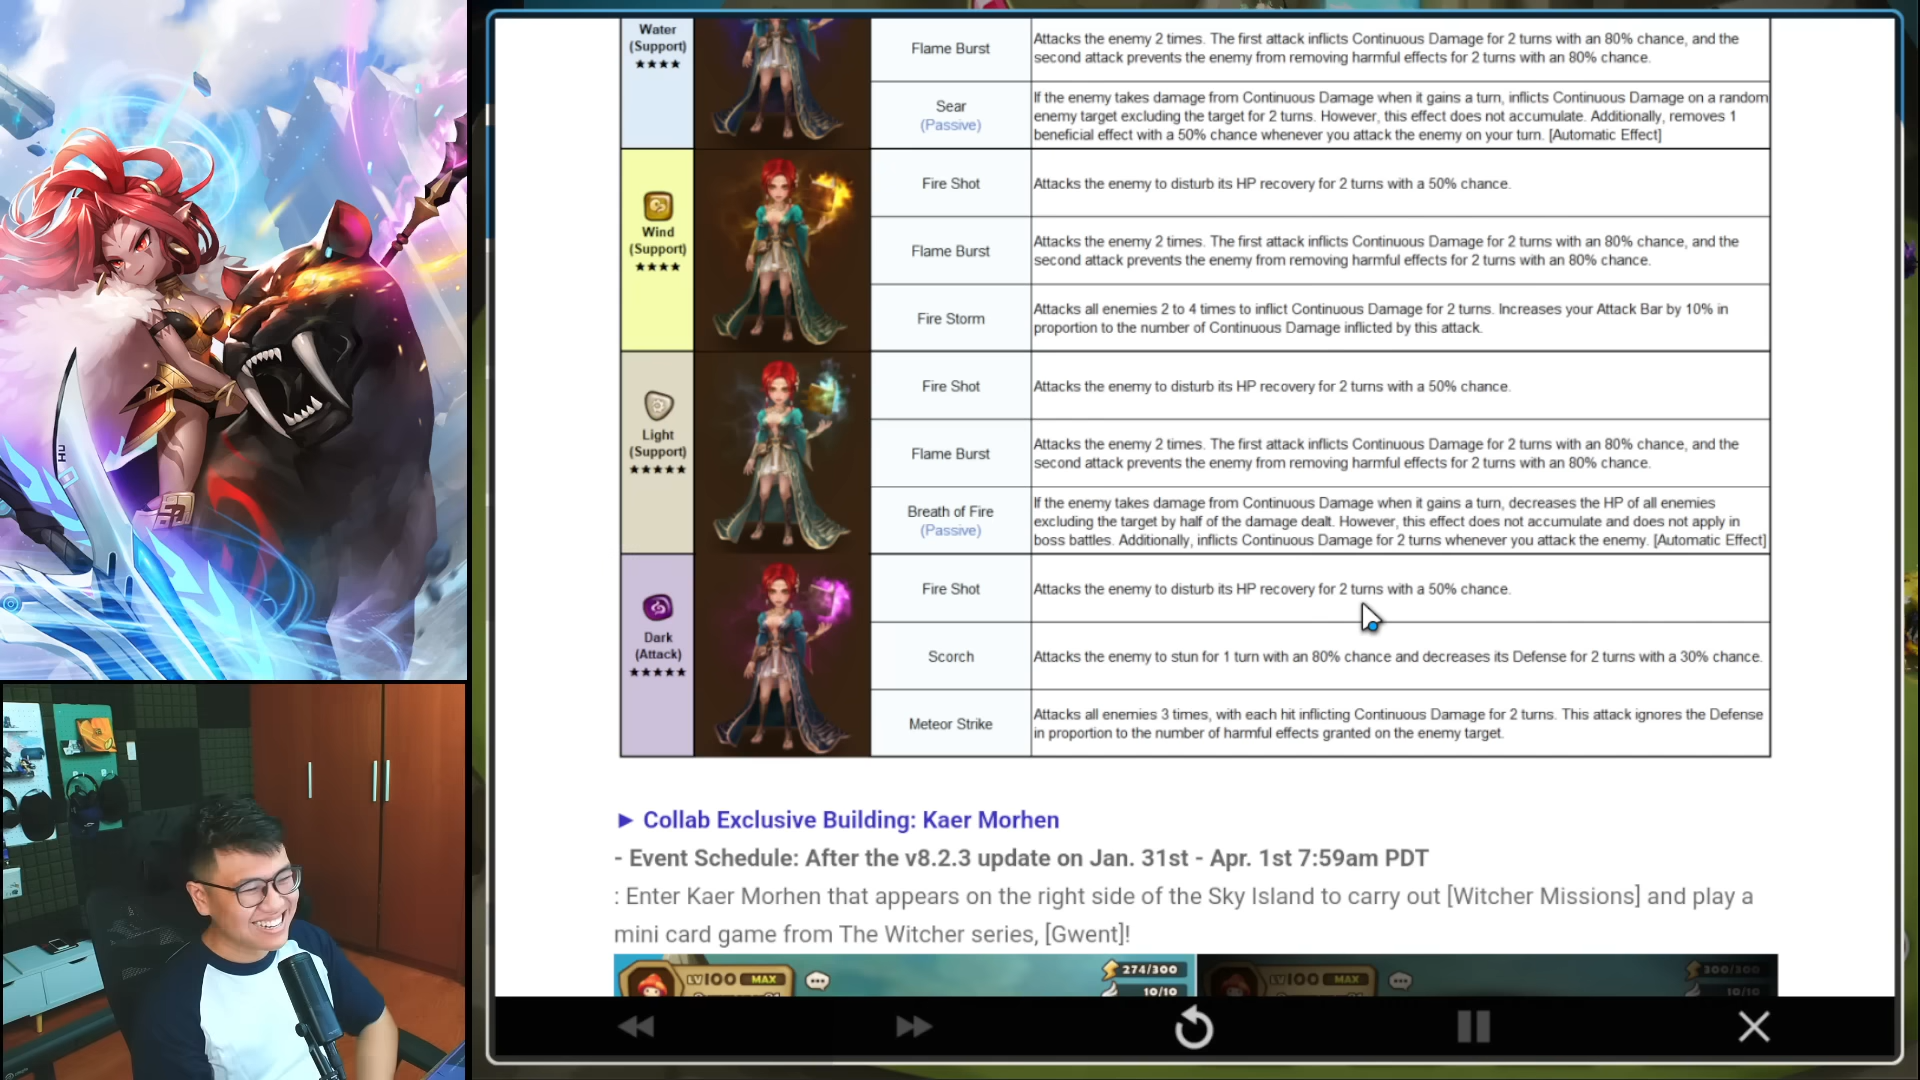 Water
(Support)
★★★★
Flame Burst
Attacks the enemy 2 times. The first attack inflicts Continuous Damage for 2 turns with an 80% chance, and the
second attack prevents the enemy from removing harmful effects for 2 turns with an 80% chance.
Sear
(Passive)
If the enemy takes damage from Continuous Damage when it gains a turn, inflicts Continuous Damage on a random
enemy target excluding the target for 2 turns. However, this effect does not accumulate. Additionally, removes 1
beneficial effect with a 50% chance whenever you attack the enemy on your turn. [Automatic Effect]
Wind
(Support)
★★★★
Fire Shot
Attacks the enemy to disturb its HP recovery for 2 turns with a 50% chance.
Flame Burst
Attacks the enemy 2 times. The first attack inflicts Continuous Damage for 2 turns with an 80% chance, and the
second attack prevents the enemy from removing harmful effects for 2 turns with an 80% chance.
Fire Storm
Attacks all enemies 2 to 4 times to inflict Continuous Damage for 2 turns. Increases your Attack Bar by 10% in
proportion to the number of Continuous Damage inflicted by this attack.
Light
(Support)
★★★★★
Fire Shot
Attacks the enemy to disturb its HP recovery for 2 turns with a 50% chance.
Flame Burst
Attacks the enemy 2 times. The first attack inflicts Continuous Damage for 2 turns with an 80% chance, and the
second attack prevents the enemy from removing harmful effects for 2 turns with an 80% chance.
Breath of Fire
(Passive)
If the enemy takes damage from Continuous Damage when it gains a turn, decreases the HP of all enemies
excluding the target by half of the damage dealt. However, this effect does not accumulate and does not apply in
boss battles. Additionally, inflicts Continuous Damage for 2 turns whenever you attack the enemy. [Automatic Effect]
Dark
(Attack)
★★★★★
Fire Shot
Attacks the enemy to disturb its HP recovery for 2 turns with a 50% chance.
Scorch
Attacks the enemy to stun for 1 turn with an 80% chance and decreases its Defense for 2 turns with a 30% chance.
Meteor Strike
Attacks all enemies 3 times, with each hit inflicting Continuous Damage for 2 turns. This attack ignores the Defense
in proportion to the number of harmful effects granted on the enemy target.
► Collab Exclusive Building: Kaer Morhen
- Event Schedule: After the v8.2.3 update on Jan. 31st - Apr. 1st 7:59am PDT
: Enter Kaer Morhen that appears on the right side of the Sky Island to carry out [Witcher Missions] and play a
mini card game from The Witcher series, [Gwent]!
LV100 MAX
274/300
10/10
LV100 MAX
300/300
10/10